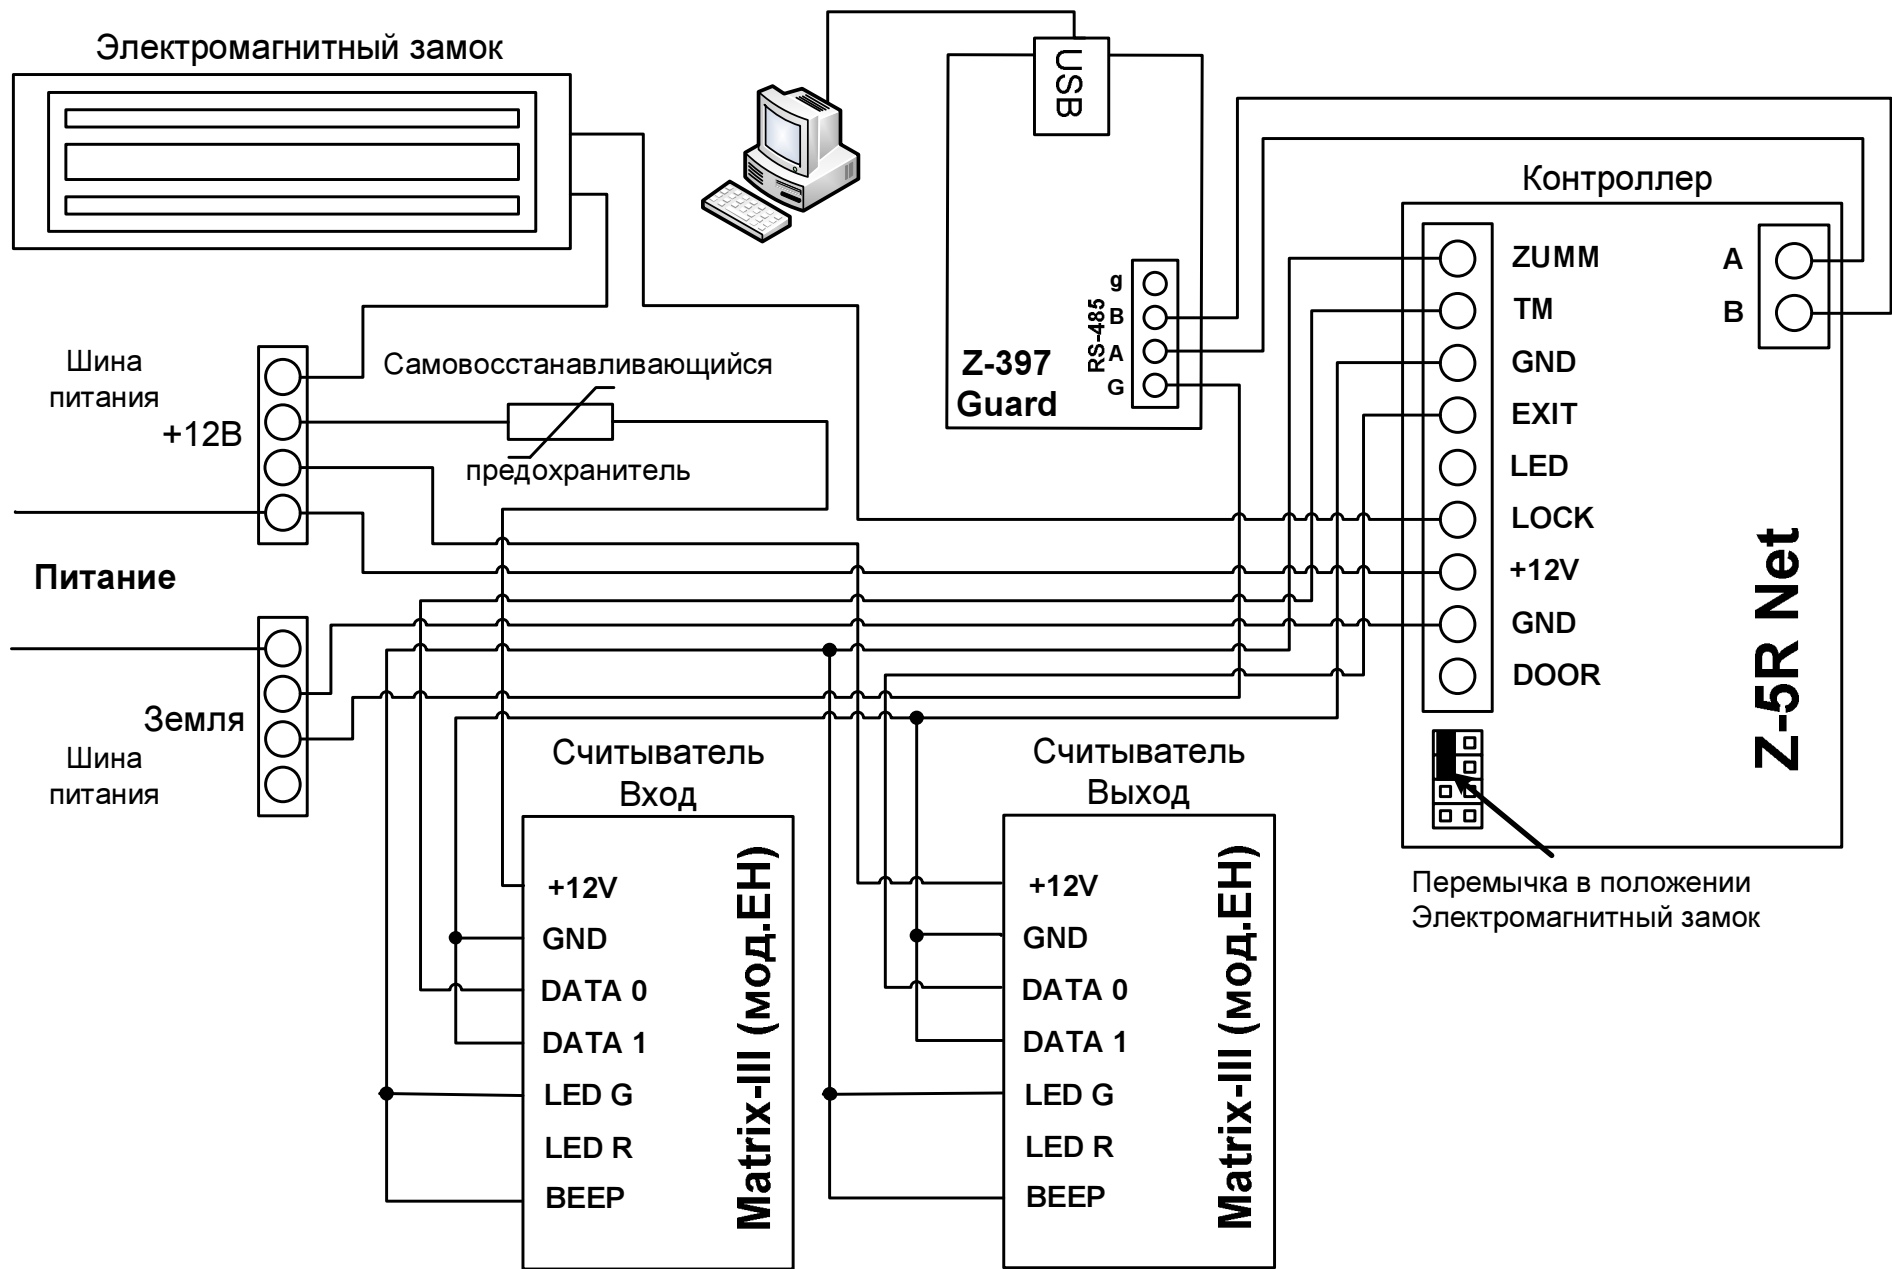 Электромагнитный замок
USB
Z-397
Guard
RS-485
g
B
A
G
Контроллер
ZUMM
TM
GND
EXIT
LED
LOCK
+12V
GND
DOOR
A
B
Z-5R Net
Шина
питания
+12В
Самовосстанавливающийся
предохранитель
Питание
Земля
Шина
питания
Считыватель
Вход
+12V
GND
DATA 0
DATA 1
LED G
LED R
BEEP
Matrix-III (мод.EH)
Считыватель
Выход
+12V
GND
DATA 0
DATA 1
LED G
LED R
BEEP
Matrix-III (мод.EH)
Перемычка в положении
Электромагнитный замок